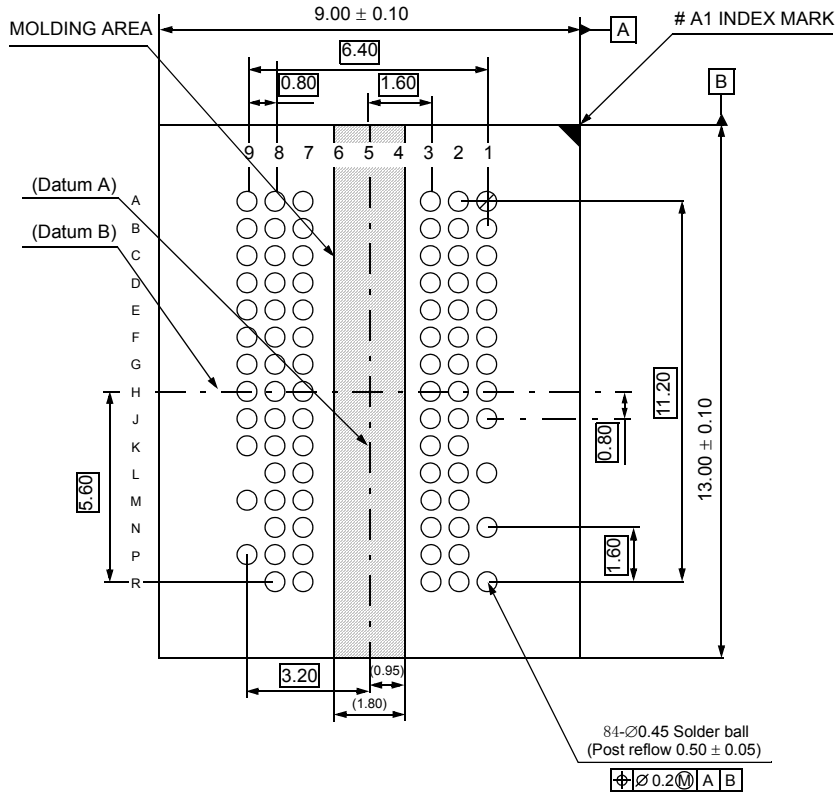 9.00 ± 0.10
MOLDING AREA
A
# A1 INDEX MARK
6.40
0.80
1.60
B
9 8 7 6 5 4 3 2 1
(Datum A)
(Datum B)
A
B
C
D
E
F
G
H
J
K
L
M
N
P
R
5.60
11.20
0.80
13.00 ± 0.10
1.60
3.20
(0.95)
(1.80)
84-∅0.45 Solder ball
(Post reflow 0.50 ± 0.05)
⌖ ∅ 0.2 Ⓜ A B